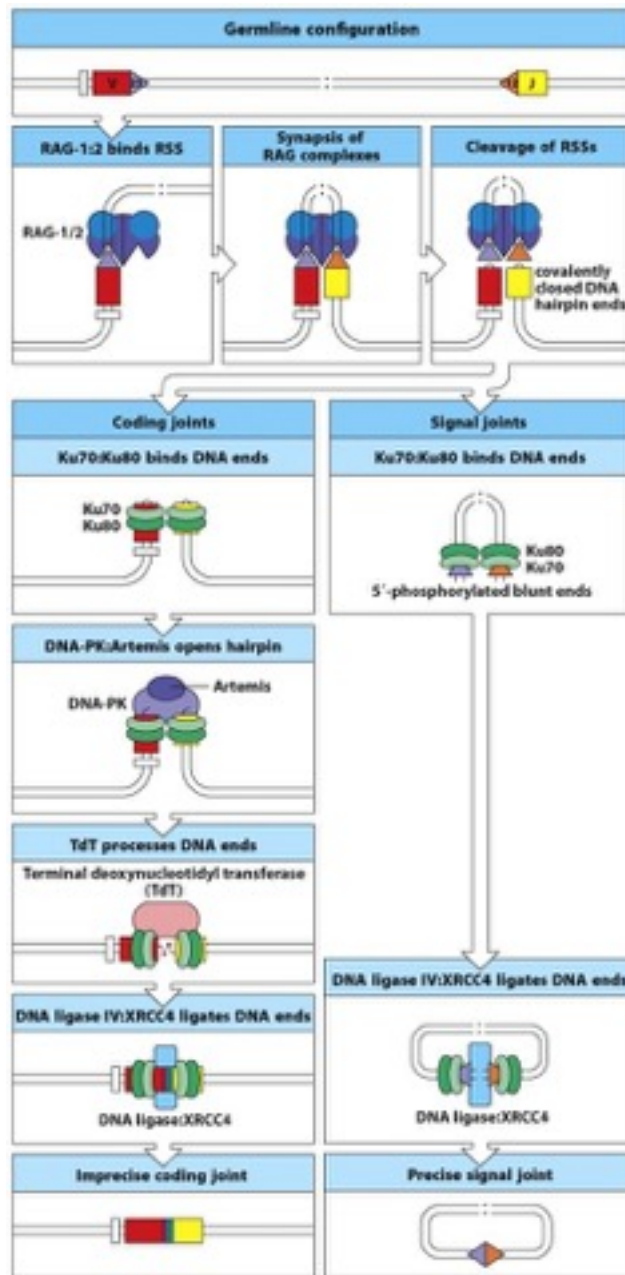 Germline configuration
V
J
RAG-1:2 binds RSS
Synapsis of
RAG complexes
Cleavage of RSSs
RAG-1/2
covalently
closed DNA
hairpin ends
Coding joints
Ku70:Ku80 binds DNA ends
Ku70
Ku80
DNA-PK:Artemis opens hairpin
Artemis
DNA-PK
TdT processes DNA ends
Terminal deoxynucleotidyl transferase
(TdT)
DNA ligase IV:XRCC4 ligates DNA ends
DNA ligase:XRCC4
Imprecise coding joint
Signal joints
Ku70:Ku80 binds DNA ends
Ku80
Ku70
5'-phosphorylated blunt ends
DNA ligase IV:XRCC4 ligates DNA ends
DNA ligase:XRCC4
Precise signal joint